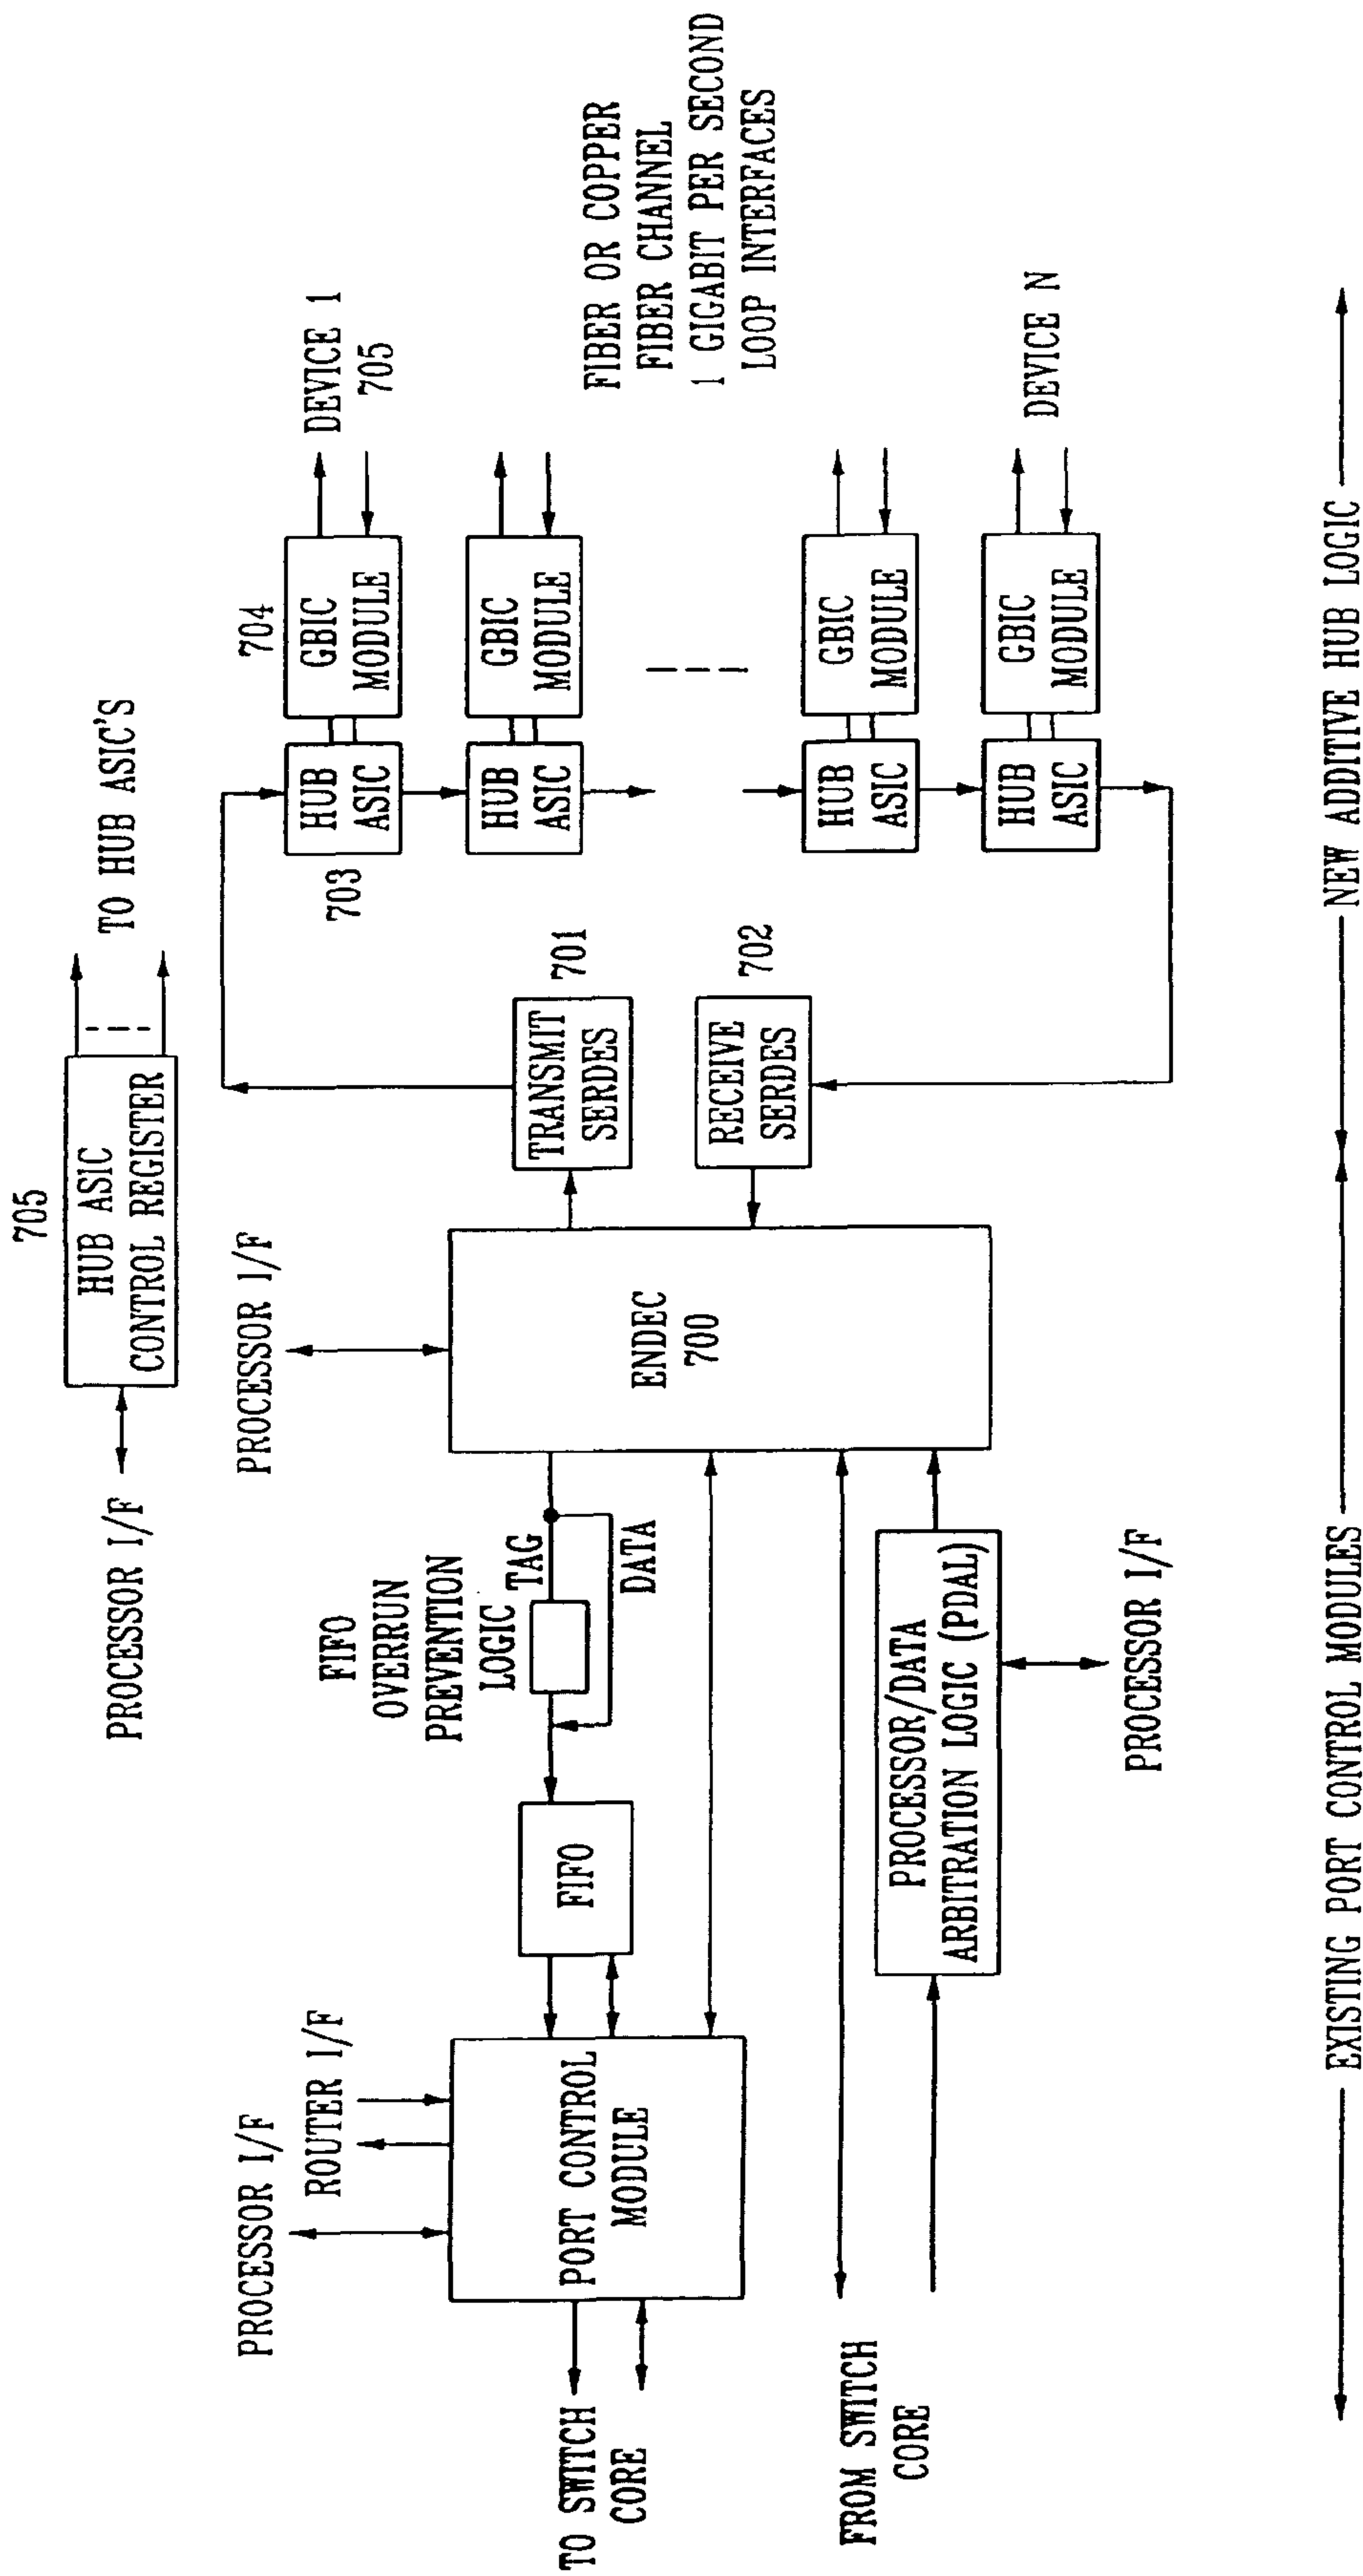 705
HUB ASIC
CONTROL REGISTER
PROCESSOR I/F
TO HUB ASIC'S
PROCESSOR I/F
ROUTER I/F
PROCESSOR I/F
FIFO
OVERRUN
PREVENTION
LOGIC
TAG
DATA
TO SWITCH
CORE
PORT CONTROL
MODULE
FIFO
ENDEC
700
TRANSMIT
SERDES
701
RECEIVE
SERDES
702
703
HUB
ASIC
704
GBIC
MODULE
DEVICE 1
705
HUB
ASIC
GBIC
MODULE
FIBER OR COPPER
FIBER CHANNEL
1 GIGABIT PER SECOND
LOOP INTERFACES
HUB
ASIC
GBIC
MODULE
HUB
ASIC
GBIC
MODULE
DEVICE N
FROM SWITCH
CORE
PROCESSOR/DATA
ARBITRATION LOGIC (PDAL)
PROCESSOR I/F
EXISTING PORT CONTROL MODULES
NEW ADDITIVE HUB LOGIC